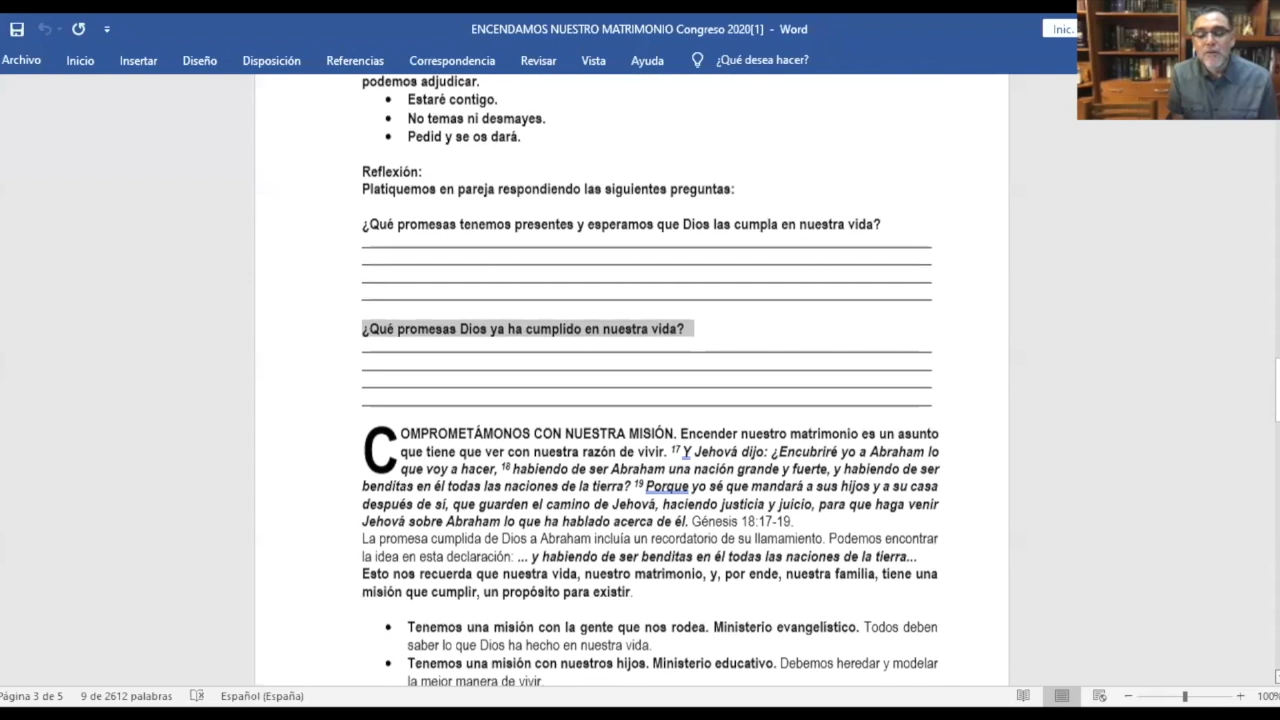 ENCENDAMOS NUESTRO MATRIMONIO Congreso 2020[1] - Word
Inic.
Archivo Inicio Insertar Diseño Disposición Referencias Correspondencia Revisar Vista Ayuda ¿Qué desea hacer?
podemos adjudicar.
• Estaré contigo.
• No temas ni desmayes.
• Pedid y se os dará.
Reflexión:
Platiquemos en pareja respondiendo las siguientes preguntas:
¿Qué promesas tenemos presentes y esperamos que Dios las cumpla en nuestra vida?
¿Qué promesas Dios ya ha cumplido en nuestra vida?
COMPROMETÁMONOS CON NUESTRA MISIÓN. Encender nuestro matrimonio es un asunto
que tiene que ver con nuestra razón de vivir. 17 Y Jehová dijo: ¿Encubriré yo a Abraham lo
que voy a hacer, 18 habiendo de ser Abraham una nación grande y fuerte, y habiendo de ser
benditas en él todas las naciones de la tierra? 19 Porque yo sé que mandará a sus hijos y a su casa
después de sí, que guarden el camino de Jehová, haciendo justicia y juicio, para que haga venir
Jehová sobre Abraham lo que ha hablado acerca de él. Génesis 18:17-19.
La promesa cumplida de Dios a Abraham incluía un recordatorio de su llamamiento. Podemos encontrar
la idea en esta declaración: ... y habiendo de ser benditas en él todas las naciones de la tierra...
Esto nos recuerda que nuestra vida, nuestro matrimonio, y, por ende, nuestra familia, tiene una
misión que cumplir, un propósito para existir.
• Tenemos una misión con la gente que nos rodea. Ministerio evangelístico. Todos deben
saber lo que Dios ha hecho en nuestra vida.
• Tenemos una misión con nuestros hijos. Ministerio educativo. Debemos heredar y modelar
la mejor manera de vivir.
Página 3 de 5 9 de 2612 palabras Español (España) 100%